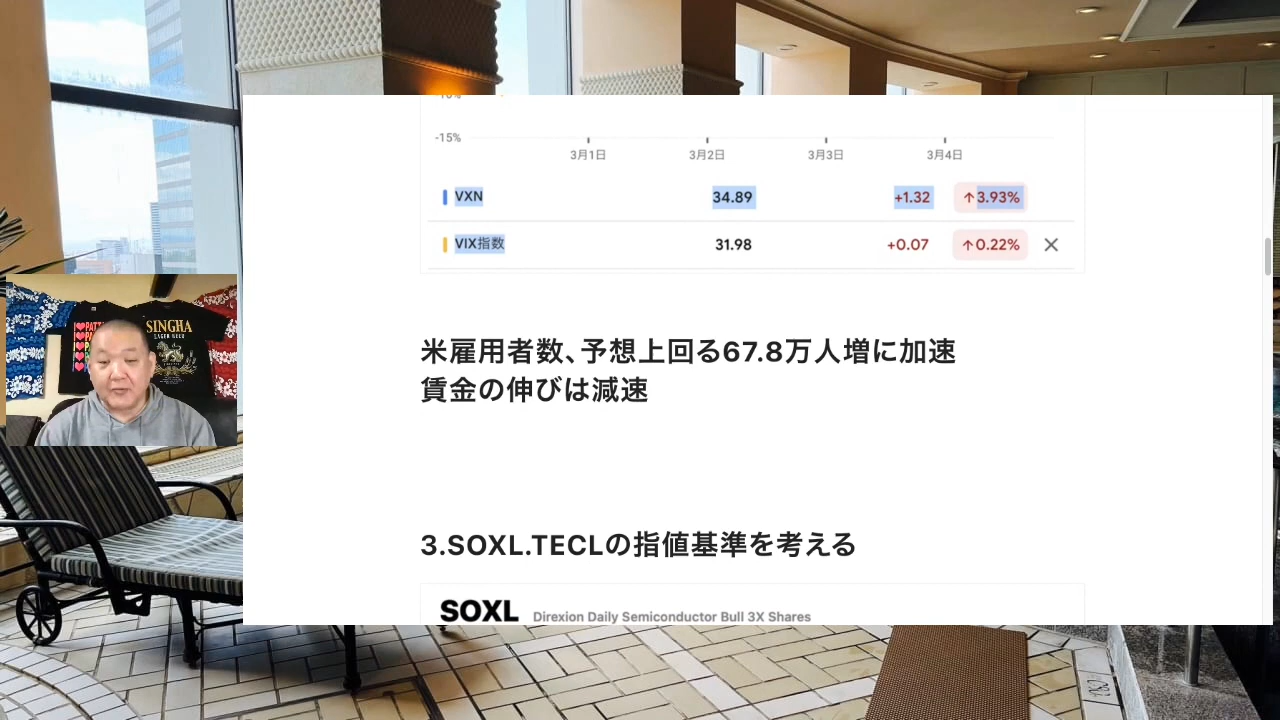 -15%
3月1日 3月2日 3月3日 3月4日
VXN 34.89 +1.32 ↑3.93%
VIX指数 31.98 +0.07 ↑0.22% ×
米雇用者数、予想上回る67.8万人増に加速
賃金の伸びは減速
3.SOXL.TECLの指値基準を考える
SOXL Direxion Daily Semiconductor Bull 3X Shares
SINGHA
LAGER BEER